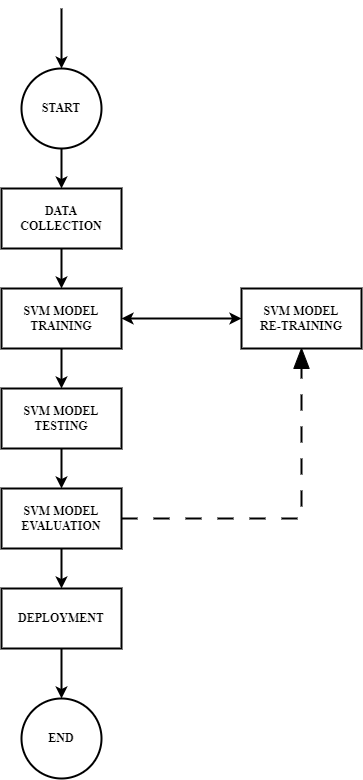 START
DATA
COLLECTION
SVM MODEL
TRAINING
SVM MODEL
RE-TRAINING
SVM MODEL
TESTING
SVM MODEL
EVALUATION
DEPLOYMENT
END